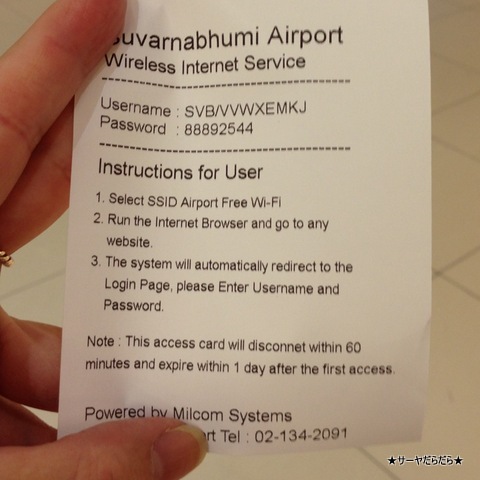 Suvarnabhumi Airport
Wireless Internet Service
Username : SVB/VVWXEMKJ
Password : 88892544
Instructions for User
1. Select SSID Airport Free Wi-Fi
2. Run the Internet Browser and go to any
website.
3. The system will automatically redirect to the
Login Page, please Enter Username and
Password.
Note : This access card will disconnet within 60
minutes and expire within 1 day after the first access.
Powered by Milcom Systems
Tel : 02-134-2091
★サーヤだらだら★